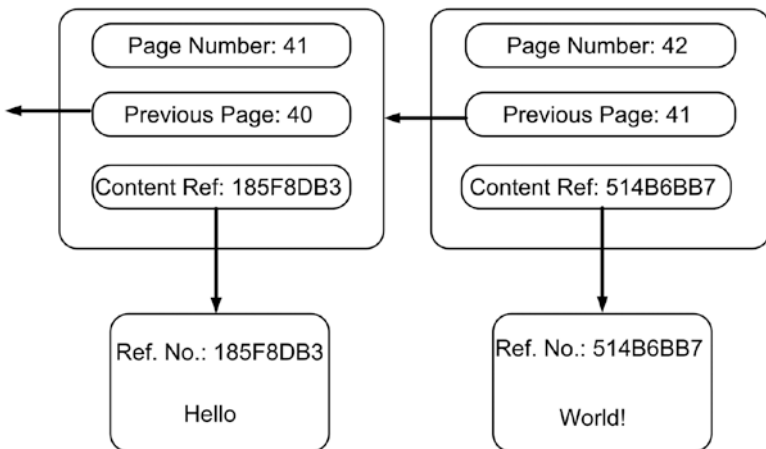 Page Number: 41
Previous Page: 40
Content Ref: 185F8DB3
Ref. No.: 185F8DB3
Hello
Page Number: 42
Previous Page: 41
Content Ref: 514B6BB7
Ref. No.: 514B6BB7
World!